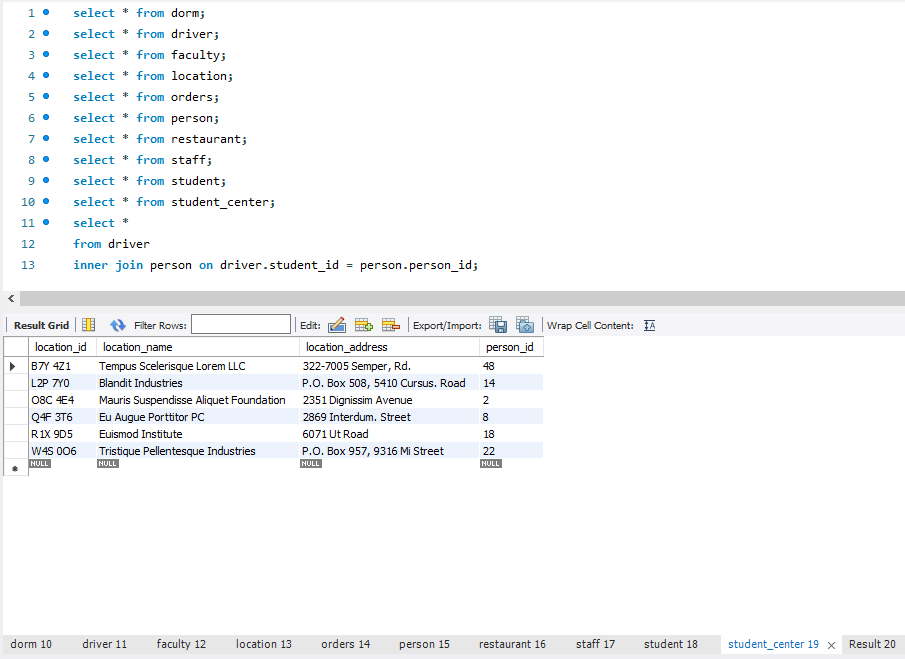 1 select * from dorm;
2 select * from driver;
3 select * from faculty;
4 select * from location;
5 select * from orders;
6 select * from person;
7 select * from restaurant;
8 select * from staff;
9 select * from student;
10 select * from student_center;
11 select *
12 from driver
13 inner join person on driver.student_id = person.person_id;
Result Grid Filter Rows: Edit: Export/Import: Wrap Cell Content: IA
location_id location_name location_address person_id
B7Y 4Z1 Tempus Scelerisque Lorem LLC 322-7005 Semper, Rd. 48
L2P 7Y0 Blandit Industries P.O. Box 508, 5410 Cursus. Road 14
O8C 4E4 Mauris Suspendisse Aliquet Foundation 2351 Dignissim Avenue 2
Q4F 3T6 Eu Augue Porttitor PC 2869 Interdum. Street 8
R1X 9D5 Euismod Institute 6071 Ut Road 18
W4S 0O6 Tristique Pellentesque Industries P.O. Box 957, 9316 Mi Street 22
NULL NULL NULL NULL
dorm 10 driver 11 faculty 12 location 13 orders 14 person 15 restaurant 16 staff 17 student 18 student_center 19 Result 20